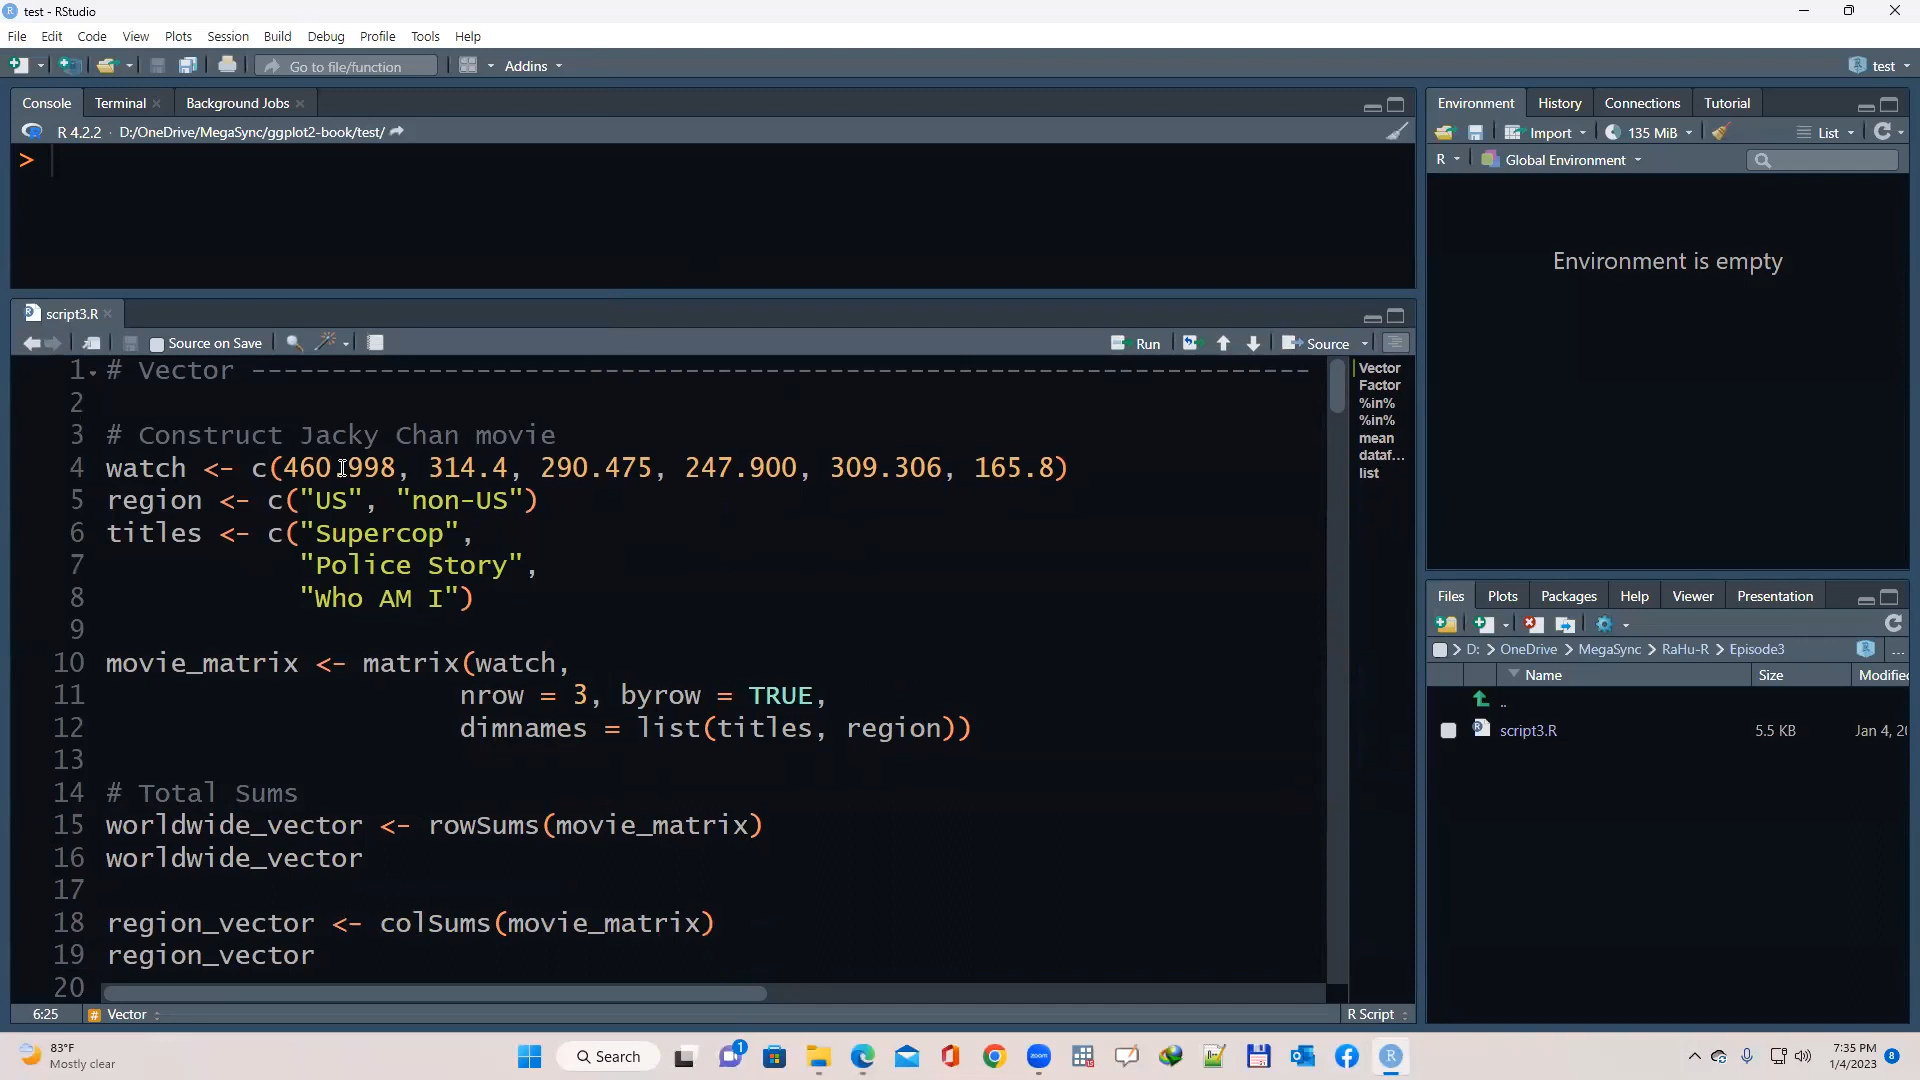 test - RStudio
File Edit Code View Plots Session Build Debug Profile Tools Help
Go to file/function Addins test
Console Terminal Background Jobs
R 4.2.2 · D:/OneDrive/MegaSync/ggplot2-book/test/
>
script3.R
Source on Save Run Source
1 # Vector ------------------------------------------------------------------
2
3 # Construct Jacky Chan movie
4 watch <- c(460.998, 314.4, 290.475, 247.900, 309.306, 165.8)
5 region <- c("US", "non-US")
6 titles <- c("Supercop",
7 "Police Story",
8 "Who AM I")
9
10 movie_matrix <- matrix(watch,
11 nrow = 3, byrow = TRUE,
12 dimnames = list(titles, region))
13
14 # Total Sums
15 worldwide_vector <- rowSums(movie_matrix)
16 worldwide_vector
17
18 region_vector <- colSums(movie_matrix)
19 region_vector
20
Vector
Factor
%in%
%in%
mean
dataf...
list
6:25 # Vector R Script
Environment History Connections Tutorial
Import 135 MiB List
R Global Environment
Environment is empty
Files Plots Packages Help Viewer Presentation
D: > OneDrive > MegaSync > RaHu-R > Episode3 ...
Name Size Modified
..
script3.R 5.5 KB Jan 4, 20
83°F
Mostly clear
Search
1
zoom
7:35 PM
1/4/2023
8